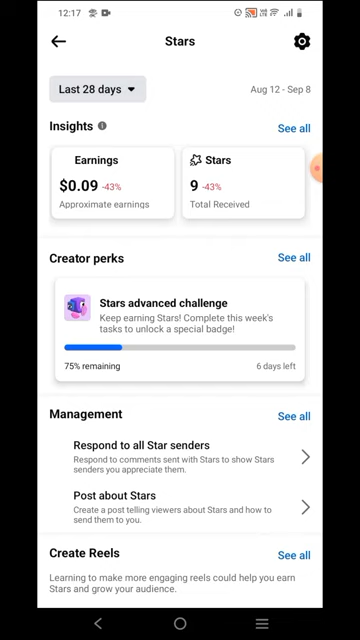 12:17
Stars
Last 28 days
Aug 12 - Sep 8
Insights
See all
Earnings
$0.09 -43%
Approximate earnings
Stars
9 -43%
Total Received
Creator perks
See all
Stars advanced challenge
Keep earning Stars! Complete this week's
tasks to unlock a special badge!
75% remaining
6 days left
Management
See all
Respond to all Star senders
Respond to comments sent with Stars to show Stars
senders you appreciate them.
Post about Stars
Create a post telling viewers about Stars and how to
send them to you.
Create Reels
See all
Learning to make more engaging reels could help you earn
Stars and grow your audience.